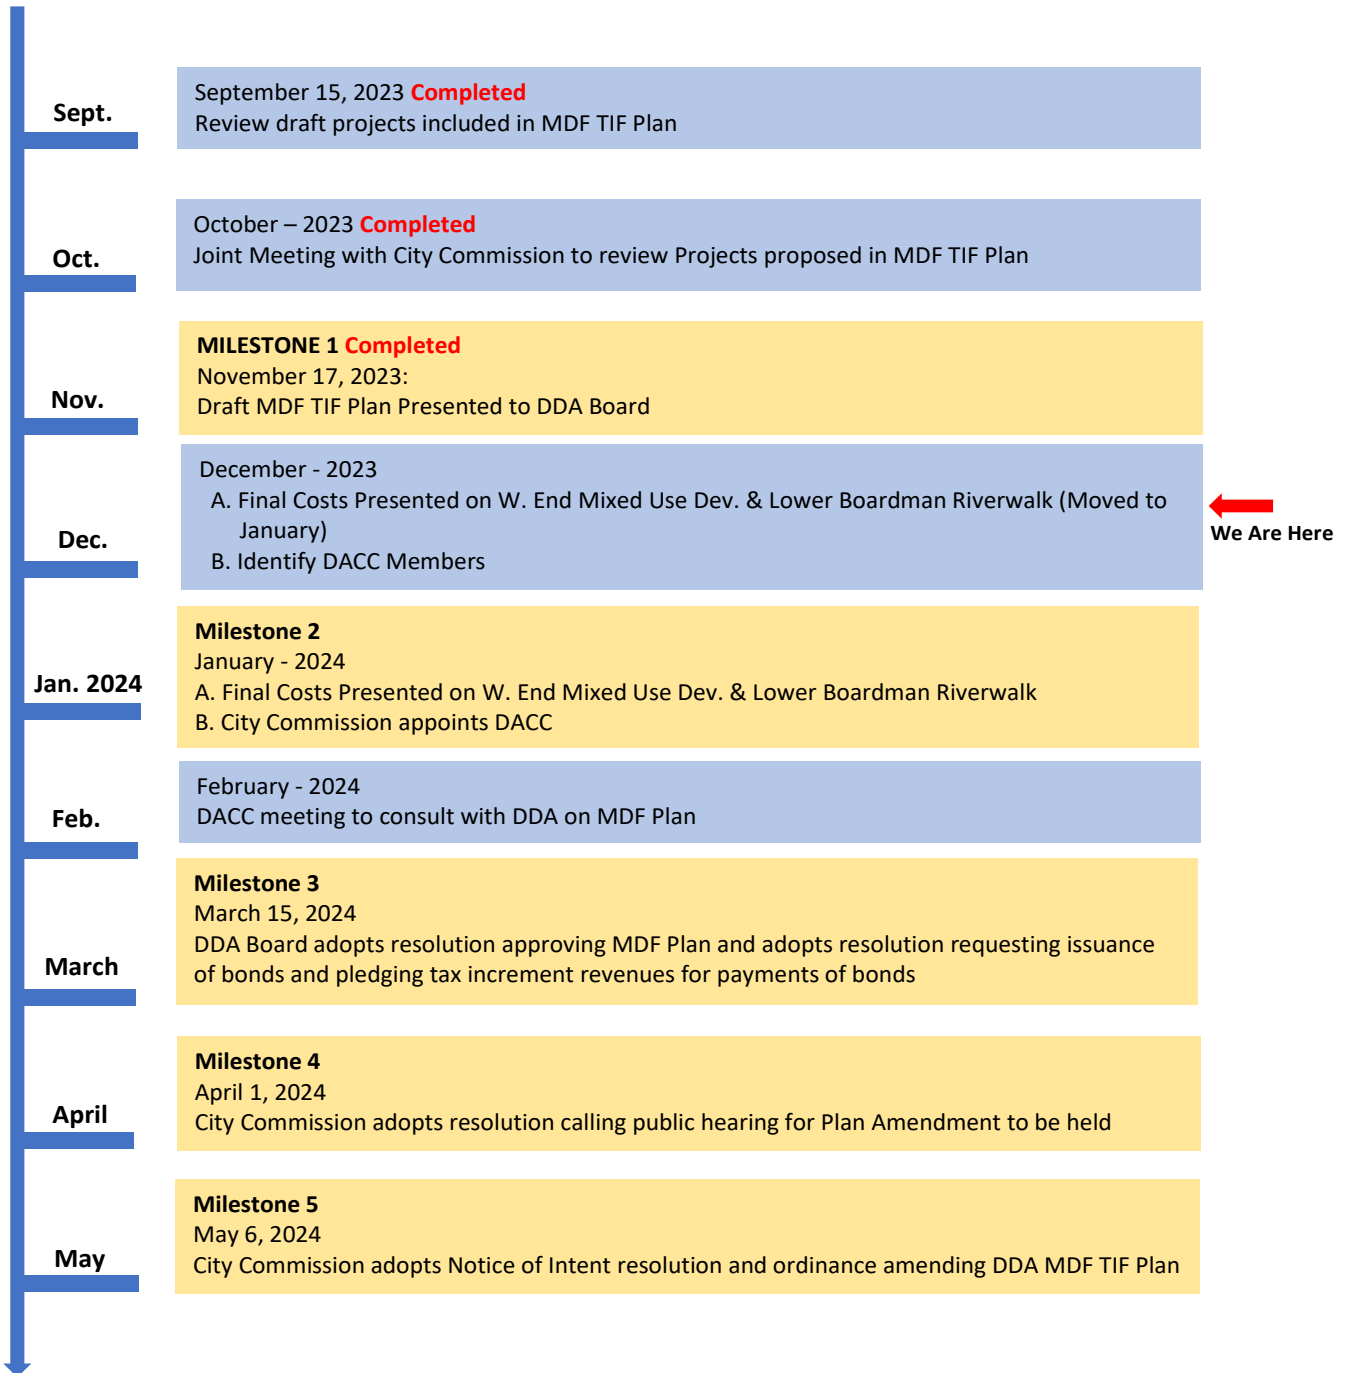 Sept.
September 15, 2023 Completed
Review draft projects included in MDF TIF Plan
Oct.
October – 2023 Completed
Joint Meeting with City Commission to review Projects proposed in MDF TIF Plan
Nov.
MILESTONE 1 Completed
November 17, 2023:
Draft MDF TIF Plan Presented to DDA Board
Dec.
December - 2023
A. Final Costs Presented on W. End Mixed Use Dev. & Lower Boardman Riverwalk (Moved to
January)
B. Identify DACC Members
We Are Here
Jan. 2024
Milestone 2
January - 2024
A. Final Costs Presented on W. End Mixed Use Dev. & Lower Boardman Riverwalk
B. City Commission appoints DACC
Feb.
February - 2024
DACC meeting to consult with DDA on MDF Plan
March
Milestone 3
March 15, 2024
DDA Board adopts resolution approving MDF Plan and adopts resolution requesting issuance
of bonds and pledging tax increment revenues for payments of bonds
April
Milestone 4
April 1, 2024
City Commission adopts resolution calling public hearing for Plan Amendment to be held
May
Milestone 5
May 6, 2024
City Commission adopts Notice of Intent resolution and ordinance amending DDA MDF TIF Plan